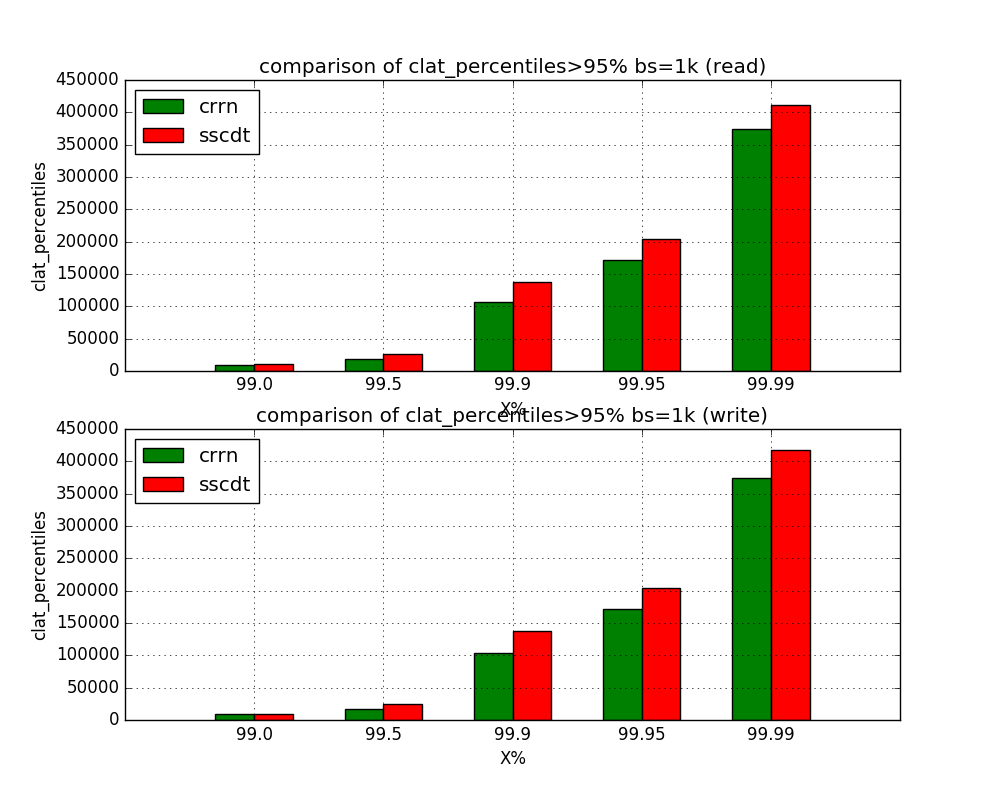 comparison of clat_percentiles>95% bs=1k (read)
450000
400000
350000
300000
250000
200000
150000
100000
50000
0
clat_percentiles
crrn
sscdt
99.0 99.5 99.9 99.95 99.99
X%
comparison of clat_percentiles>95% bs=1k (write)
450000
400000
350000
300000
250000
200000
150000
100000
50000
0
clat_percentiles
crrn
sscdt
99.0 99.5 99.9 99.95 99.99
X%